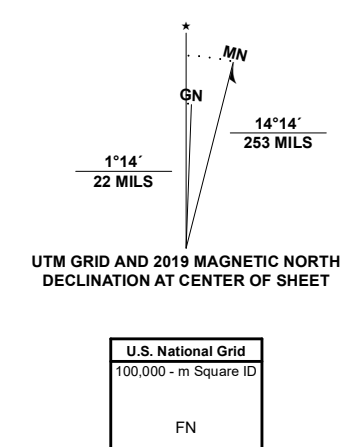 ★
MN
GN
14°14´
253 MILS
1°14´
22 MILS
UTM GRID AND 2019 MAGNETIC NORTH
DECLINATION AT CENTER OF SHEET
U.S. National Grid
100,000 - m Square ID
FN